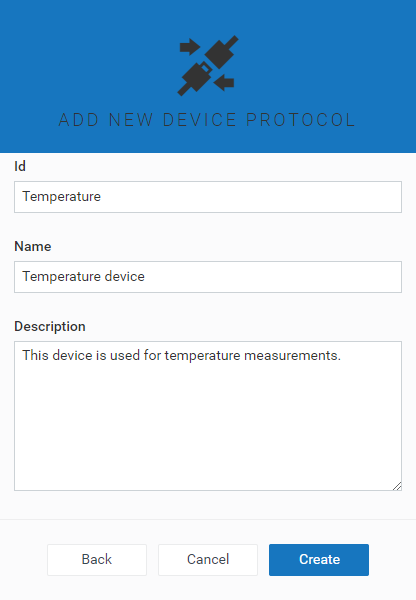 ADD NEW DEVICE PROTOCOL
Id
Temperature
Name
Temperature device
Description
This device is used for temperature measurements.
Back
Cancel
Create